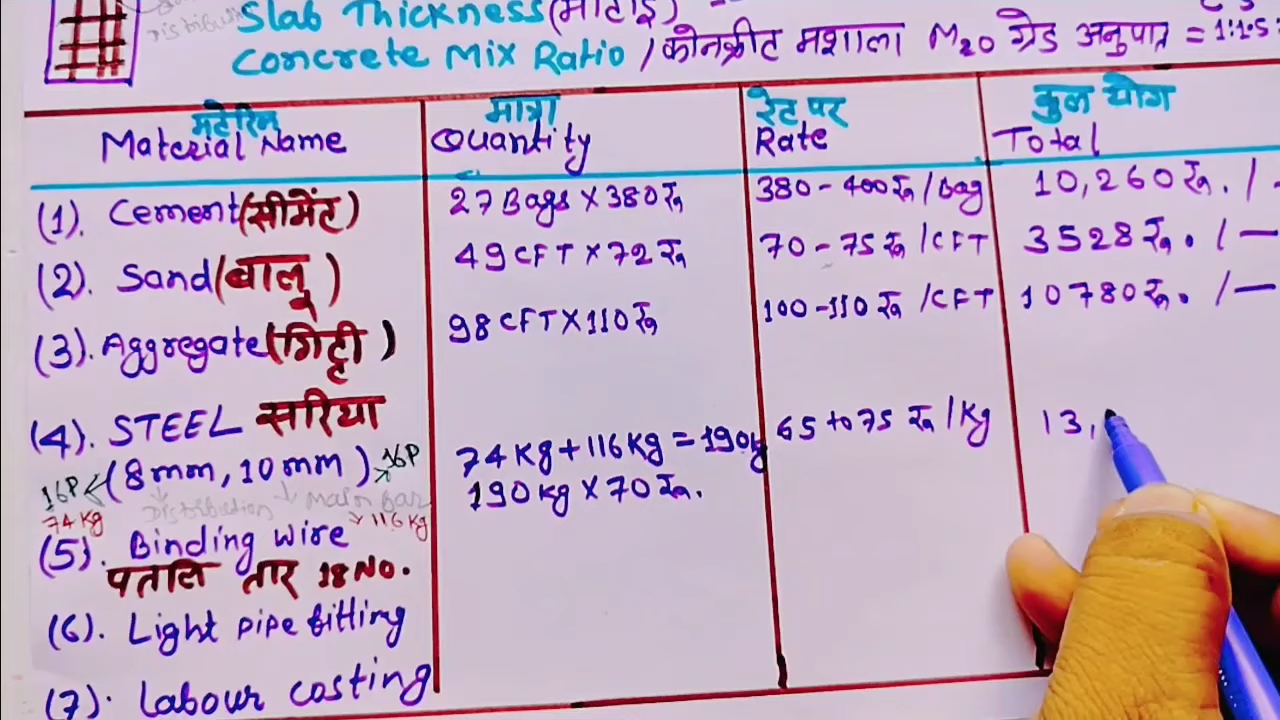 Slab Thickness(मोटाई)
Concrete Mix Ratio / कोनक्रीट मशाला M20 ग्रेड अनुपात = 1:1.5:
मटेरिल मात्रा रेट पर कुल योग
Material Name Quantity Rate Total
(1). Cement(सीमेंट) 27 Bags X 380 रू 380 - 400 रू /Bag 10,260 रू. / -
(2). Sand(बालू) 49 CFT X 72 रू 70 - 75 रू /CFT 3528 रू. / —
(3). Aggregate(गिट्टी) 98 CFT X 110 रू 100 -110 रू /CFT 10780 रू. / —
(4). STEEL सरिया 65 to 75 रू /Kg 13,
(8mm, 10mm) 16P 74 Kg + 116 Kg = 190kg
16P 190 kg X 70 रू.
74 Kg Distribution main bar 116 Kg
(5). Binding wire
पतालि तार 18 No.
(6). Light pipe fitting
(7). Labour costing